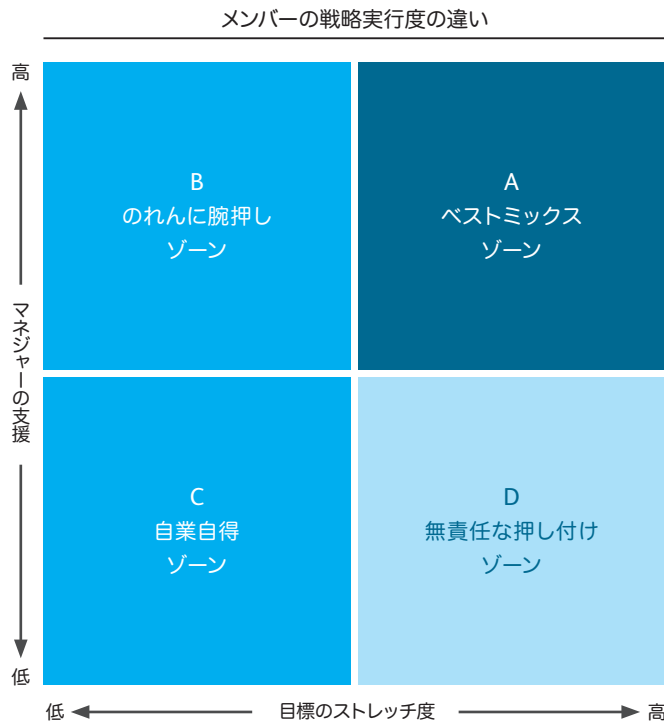 メンバーの戦略実行度の違い
高
B
のれんに腕押し
ゾーン
A
ベストミックス
ゾーン
マネジャーの支援
C
自業自得
ゾーン
D
無責任な押し付け
ゾーン
低
低
目標のストレッチ度
高